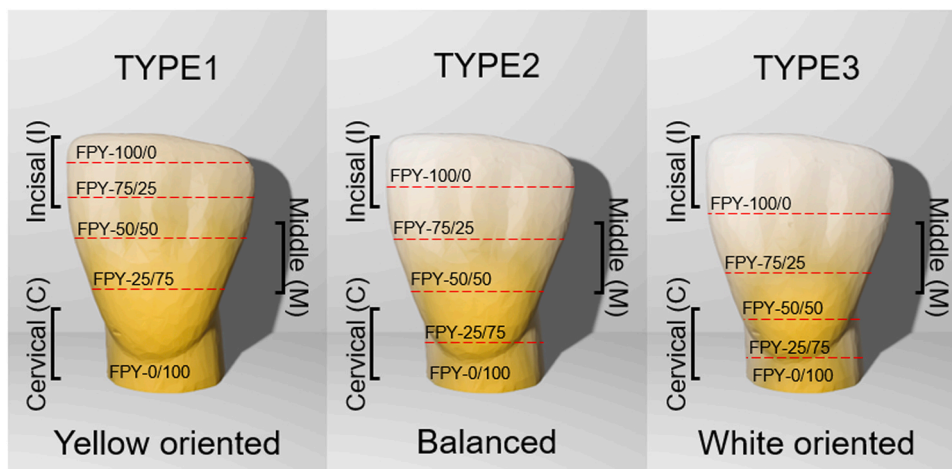 TYPE1
Incisal (I)
FPY-100/0
FPY-75/25
FPY-50/50
FPY-25/75
FPY-0/100
Middle (M)
Cervical (C)
Yellow oriented
TYPE2
Incisal (I)
FPY-100/0
FPY-75/25
FPY-50/50
FPY-25/75
FPY-0/100
Middle (M)
Cervical (C)
Balanced
TYPE3
Incisal (I)
FPY-100/0
FPY-75/25
FPY-50/50
FPY-25/75
FPY-0/100
Middle (M)
Cervical (C)
White oriented